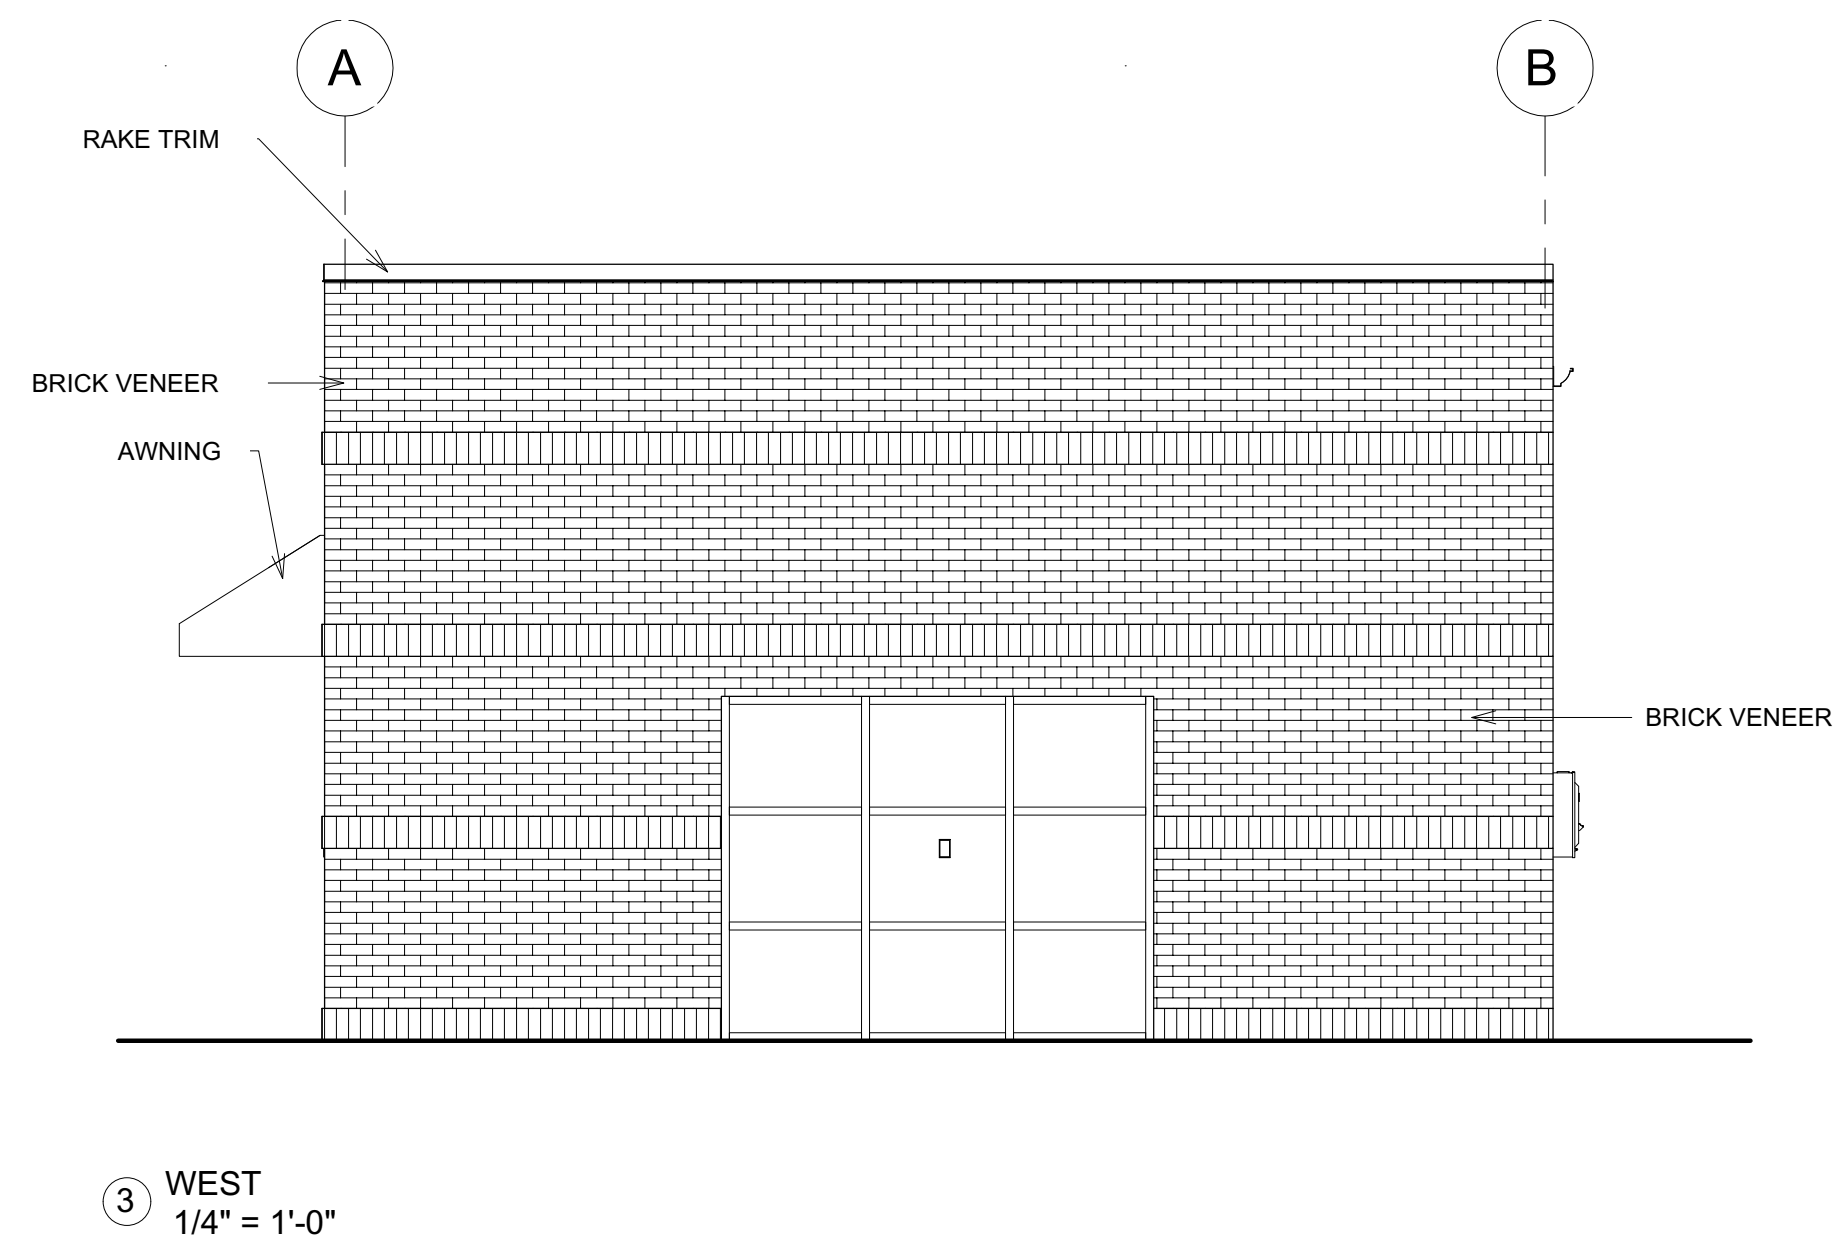 A
B
RAKE TRIM
BRICK VENEER
AWNING
BRICK VENEER
3
WEST
1/4" = 1'-0"